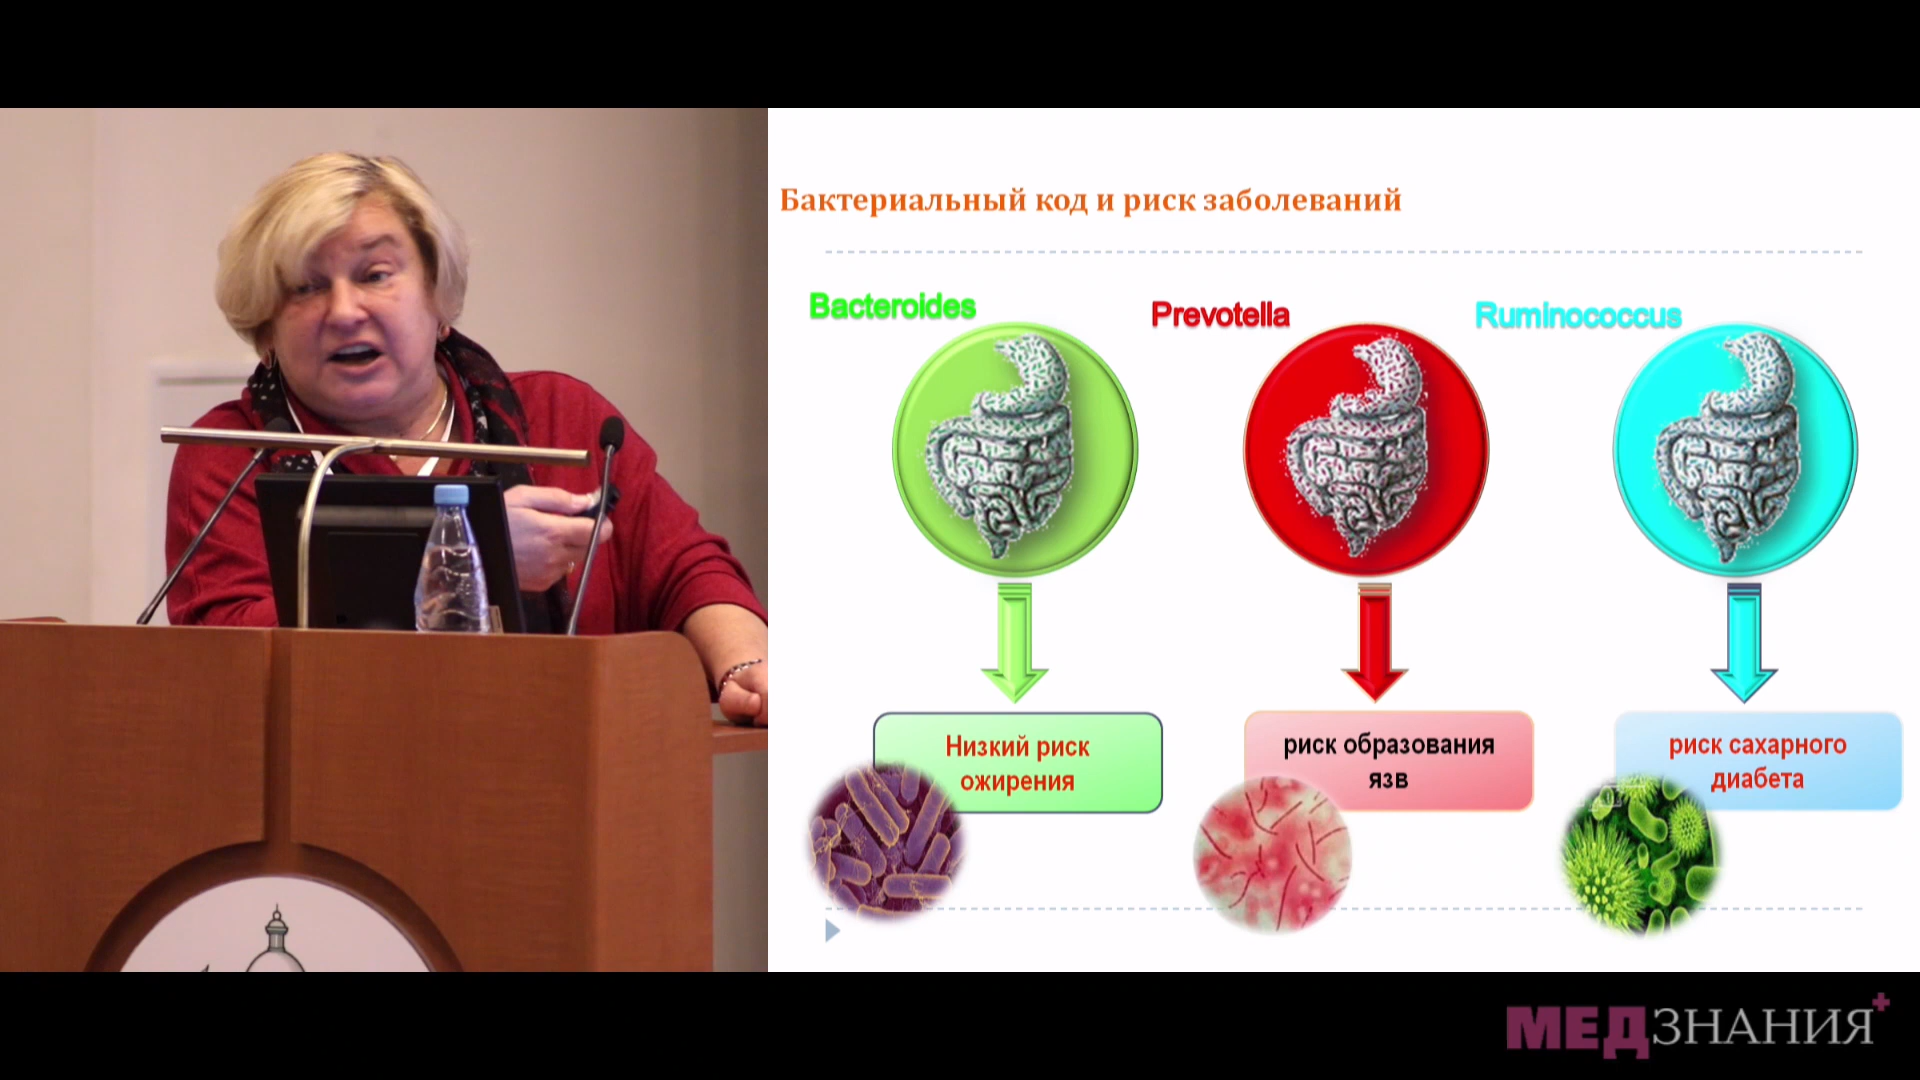 Бактериальный код и риск заболеваний
Bacteroides
Prevotella
Ruminococcus
Низкий риск
ожирения
риск образования
язв
риск сахарного
диабета
МЕДЗНАНИЯ+